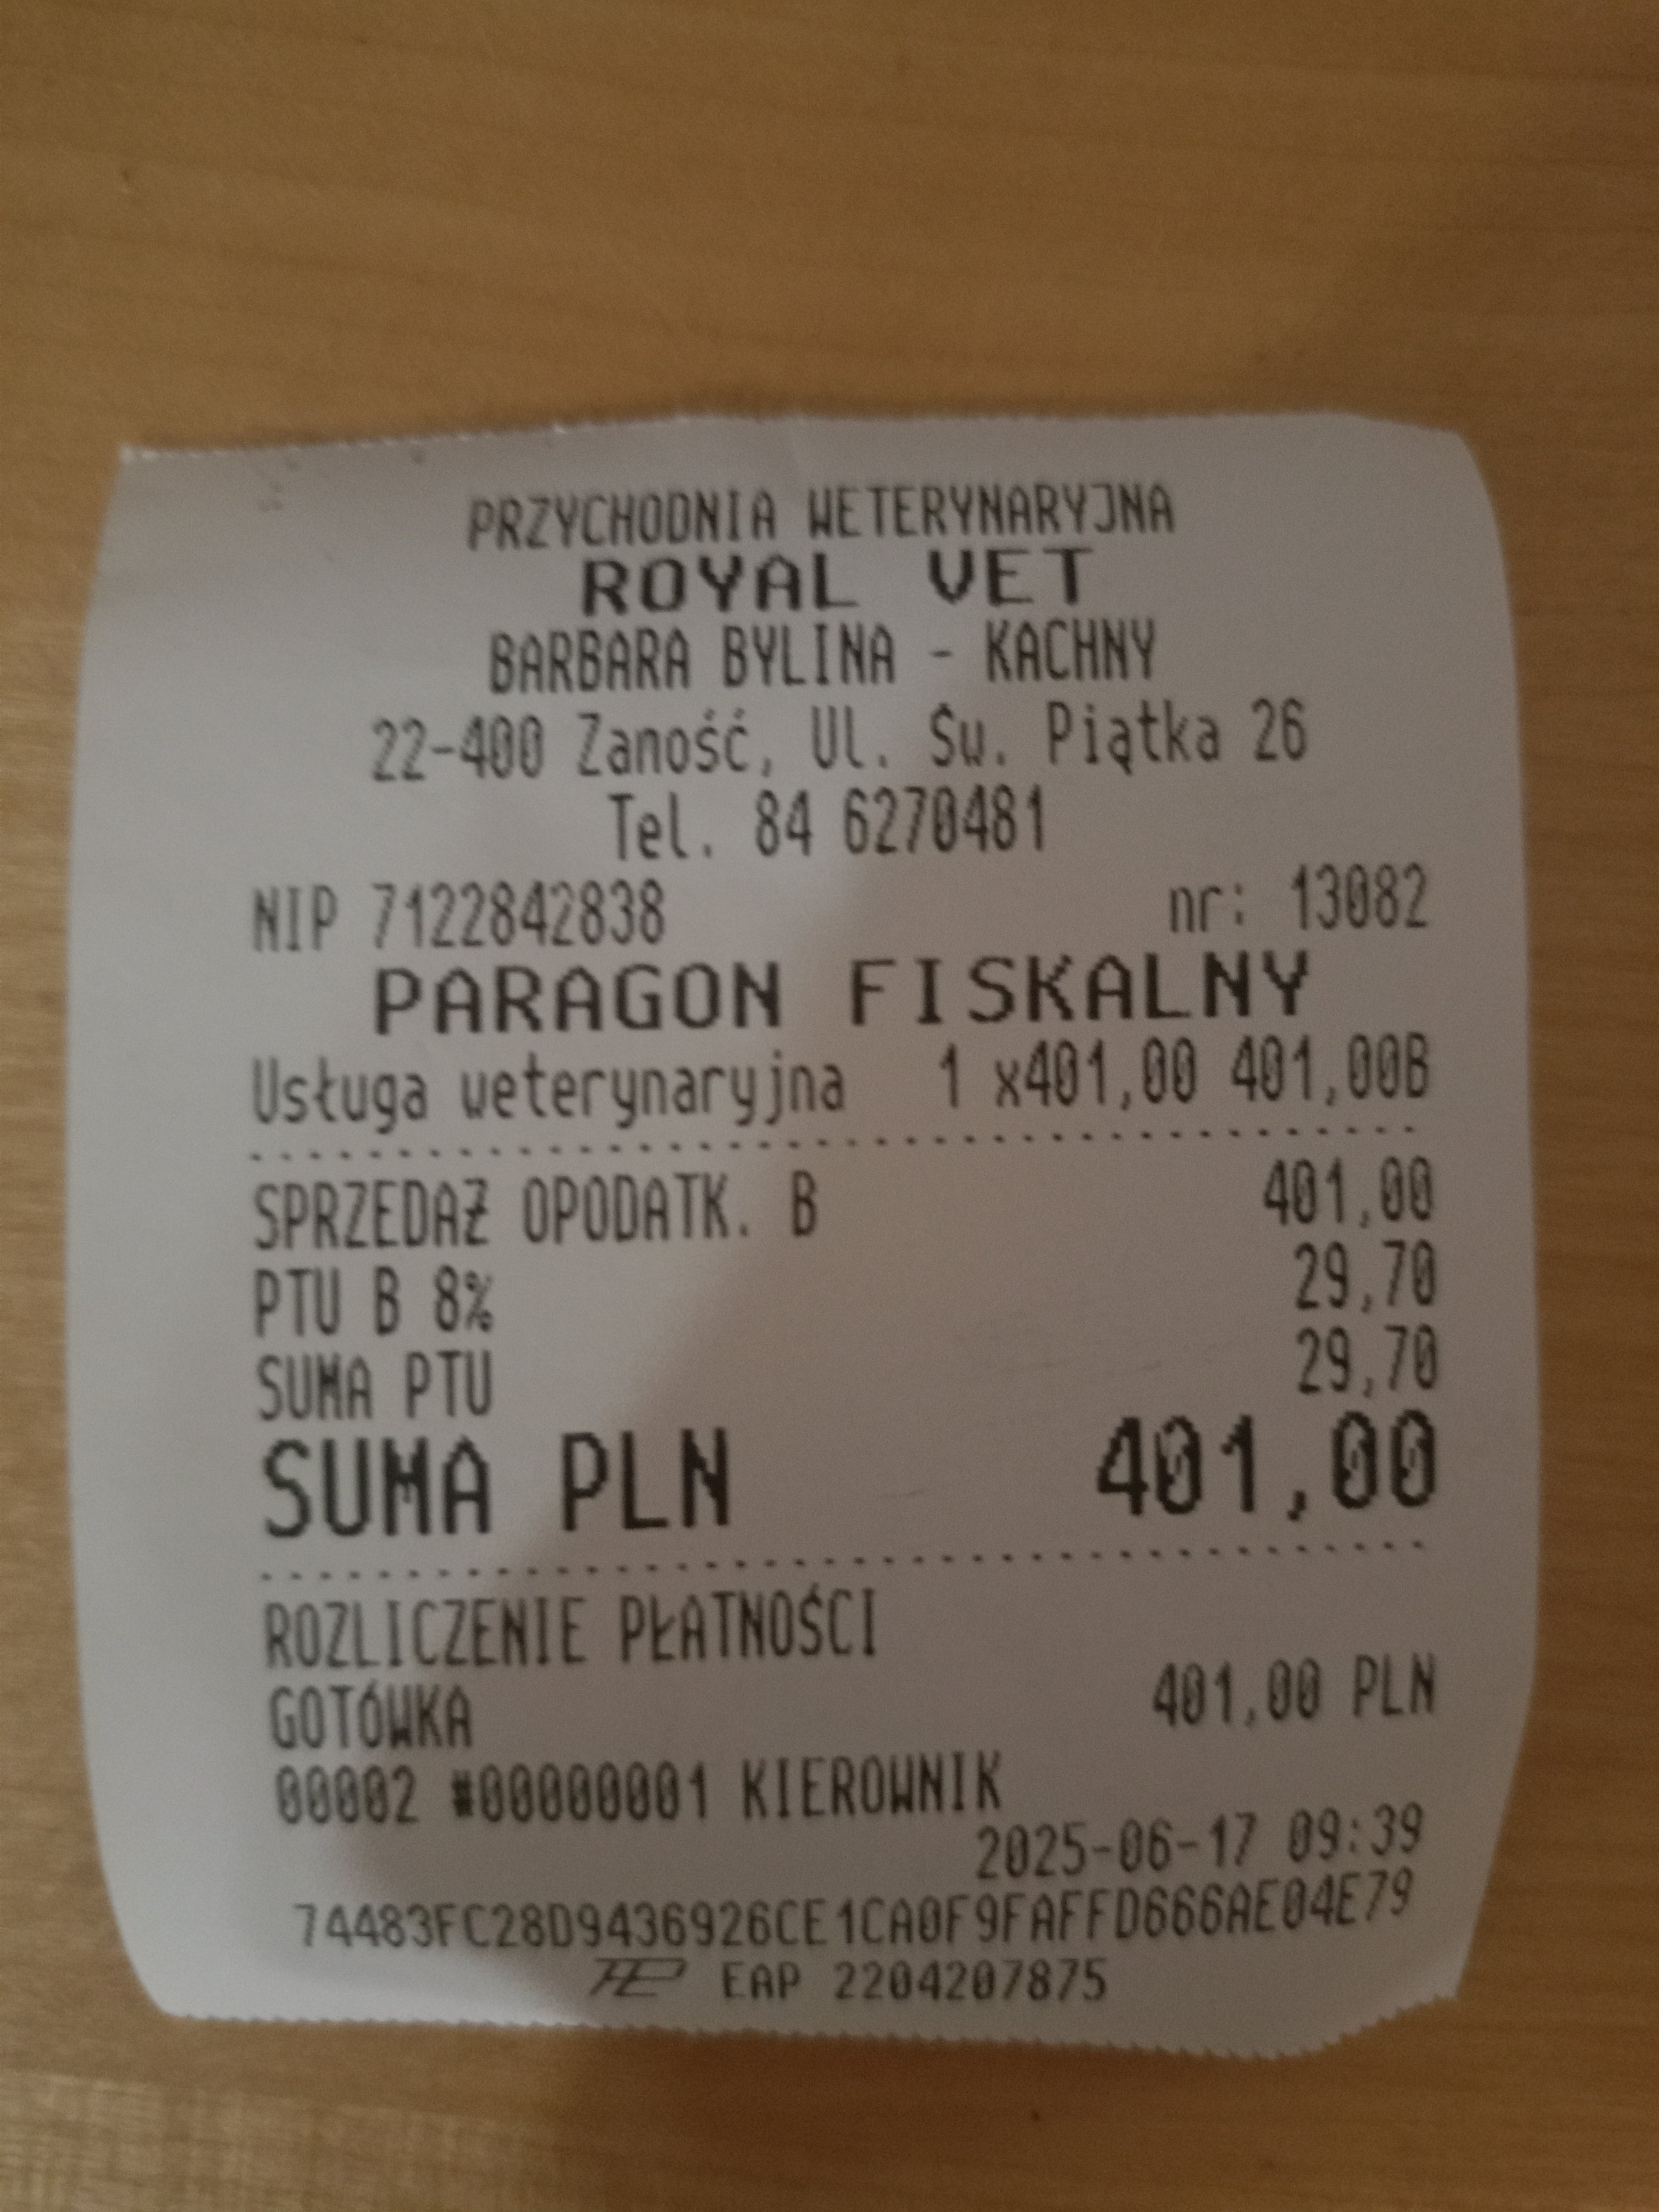 PRZYCHODNIA WETERYNARYJNA
ROYAL VET
BARBARA BYLINA - KACHNY
22-400 Zaność, Ul. Św. Piątka 26
Tel. 84 6270481
NIP 7122842838 nr: 13082
PARAGON FISKALNY
Usługa weterynaryjna 1 x401,00 401,00B
SPRZEDAŻ OPODATK. B 401,00
PTU B 8% 29,70
SUMA PTU 29,70
SUMA PLN 401,00
ROZLICZENIE PŁATNOŚCI
GOTÓWKA 401,00 PLN
00002 #00000001 KIEROWNIK
2025-06-17 09:39
74483FC28D9436926CE1CA0F9FAFFD666AE04E79
EAP 2204207875